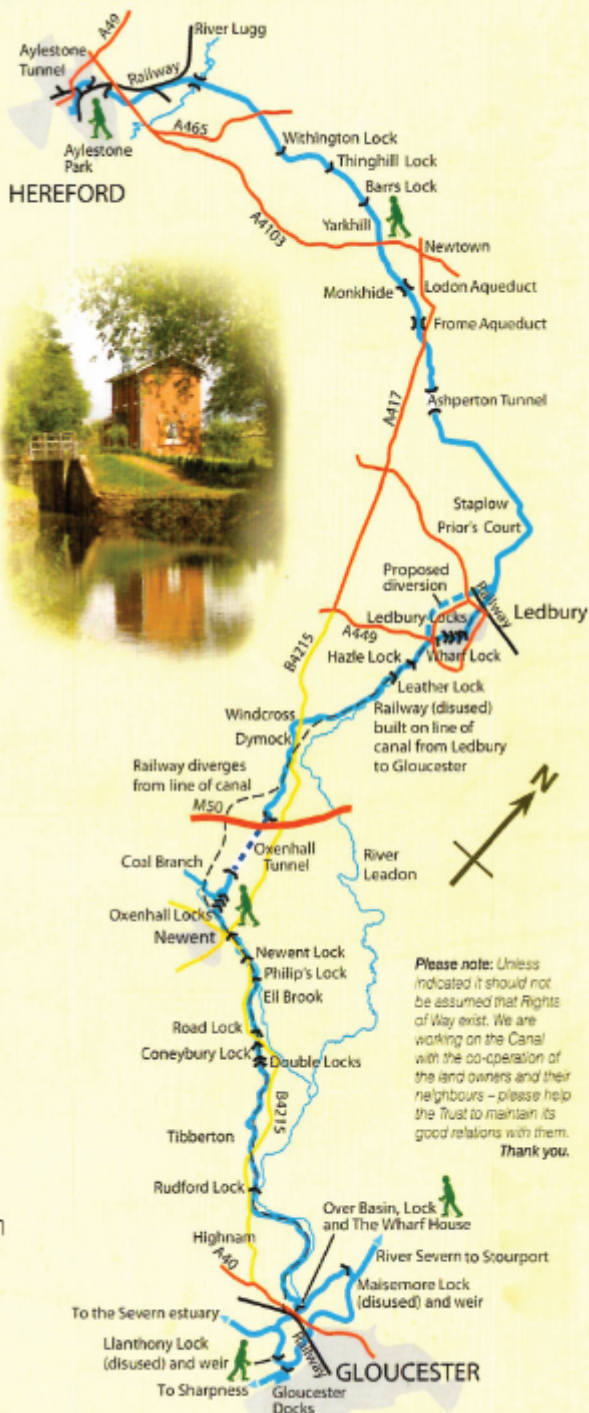 A49
River Lugg
Aylestone
Tunnel
Railway
A465
Aylestone
Park
HEREFORD
Withington Lock
Thinghill Lock
Barrs Lock
A4103
Yarkhill
Newtown
Monkhide
Lodon Aqueduct
Frome Aqueduct
A417
Ashperton Tunnel
Staplow
Prior's Court
Proposed
diversion
Railway
Ledbury
Ledbury Locks
A449
B4215
Hazle Lock
Wharf Lock
Leather Lock
Windcross
Dymock
Railway (disused)
built on line of
canal from Ledbury
to Gloucester
Railway diverges
from line of canal
M50
N
Coal Branch
Oxenhall
Tunnel
River
Leadon
Oxenhall Locks
Newent
Newent Lock
Philip's Lock
Ell Brook
Road Lock
Coneybury Lock
Double Locks
B4215
Please note: Unless
indicated it should not
be assumed that Rights
of Way exist. We are
working on the Canal
with the co-operation of
the land owners and their
neighbours – please help
the Trust to maintain its
good relations with them.
Thank you.
Tibberton
Rudford Lock
Over Basin, Lock
and The Wharf House
Highnam
A40
River Severn to Stourport
Maisemore Lock
(disused) and weir
To the Severn estuary
Llanthony Lock
(disused) and weir
Railway
GLOUCESTER
To Sharpness
Gloucester
Docks